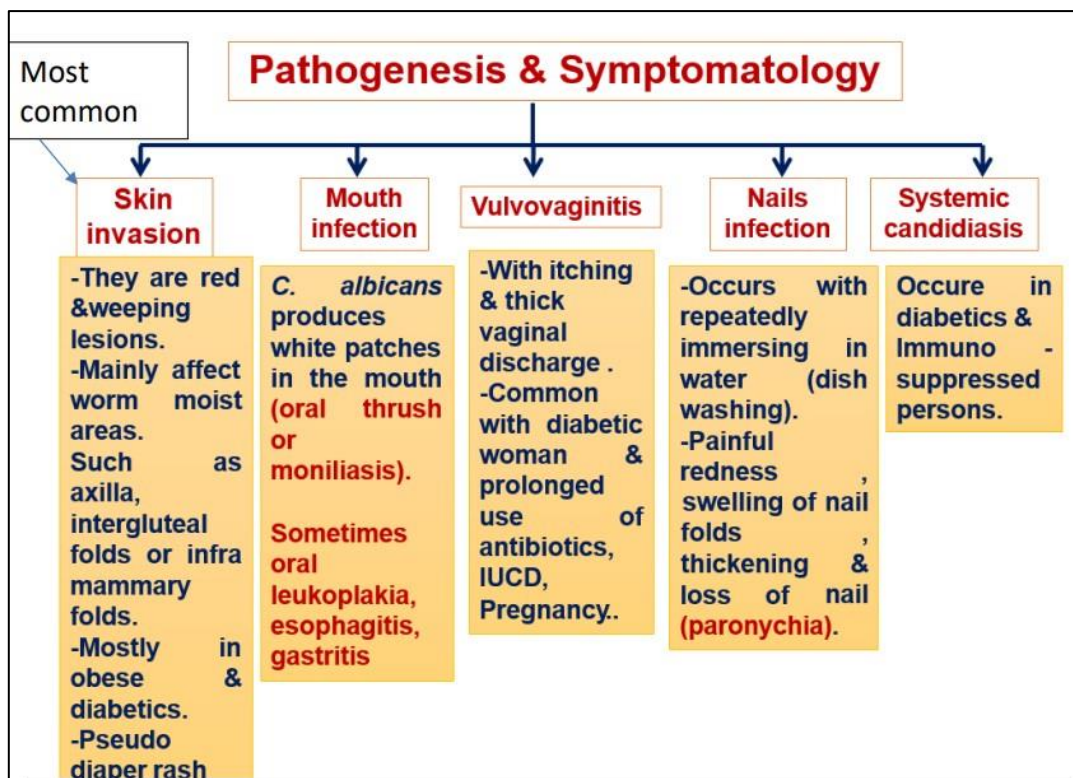 Most
common
Pathogenesis & Symptomatology
Skin
invasion
-They are red
&weeping
lesions.
-Mainly affect
worm moist
areas.
Such as
axilla,
intergluteal
folds or infra
mammary
folds.
-Mostly in
obese &
diabetics.
-Pseudo
diaper rash
Mouth
infection
C. albicans
produces
white patches
in the mouth
(oral thrush
or
moniliasis).
Sometimes
oral
leukoplakia,
esophagitis,
gastritis
Vulvovaginitis
-With itching
& thick
vaginal
discharge .
-Common
with diabetic
woman &
prolonged
use of
antibiotics,
IUCD,
Pregnancy..
Nails
infection
-Occurs with
repeatedly
immersing in
water (dish
washing).
-Painful
redness ,
swelling of nail
folds ,
thickening &
loss of nail
(paronychia).
Systemic
candidiasis
Occure in
diabetics &
Immuno -
suppressed
persons.